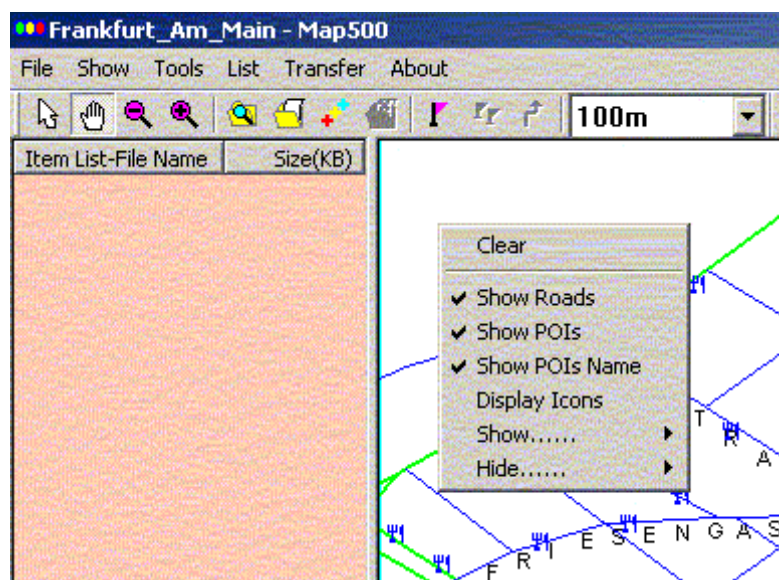 Frankfurt_Am_Main - Map500
File Show Tools List Transfer About
100m
Item List-File Name Size(KB)
Clear
Show Roads
Show POIs
Show POIs Name
Display Icons
Show......
Hide......
T R A
F R I E S E N G A S